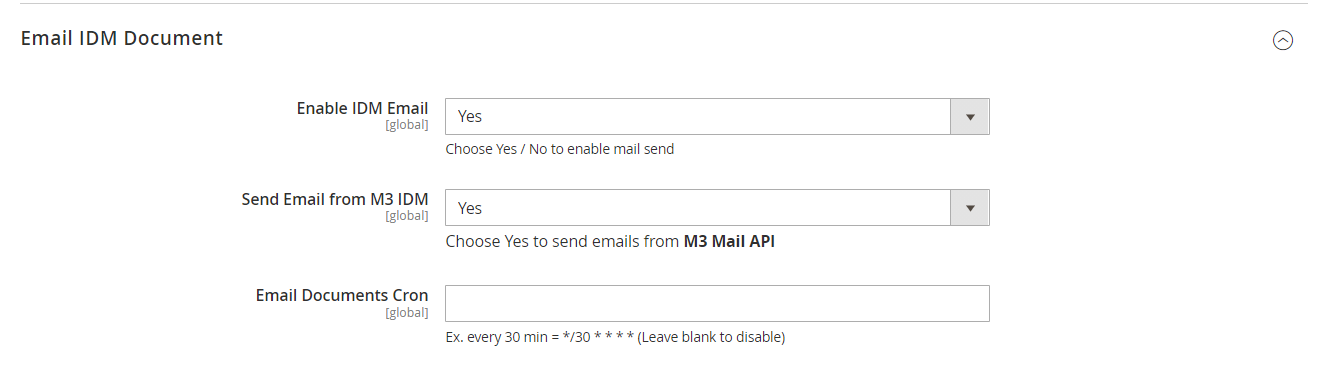 Email IDM Document
Enable IDM Email
[global]
Yes
Choose Yes / No to enable mail send
Send Email from M3 IDM
[global]
Yes
Choose Yes to send emails from M3 Mail API
Email Documents Cron
[global]
Ex. every 30 min = */30 * * * * (Leave blank to disable)